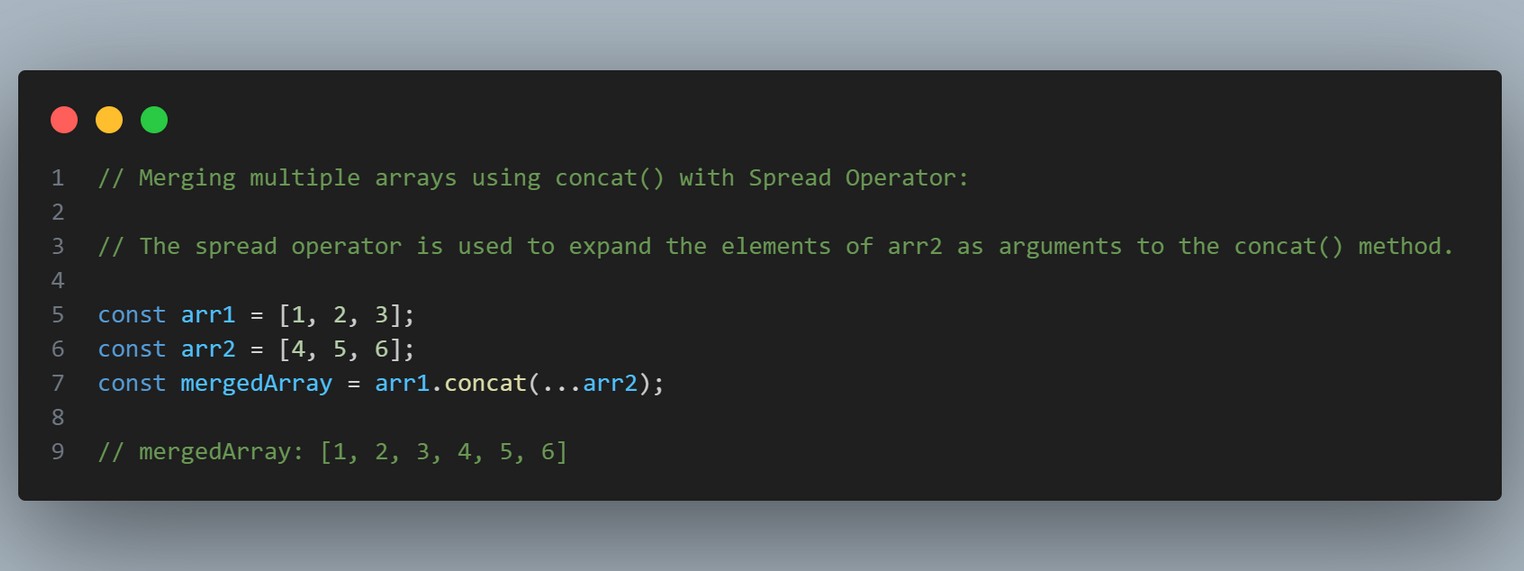 1 // Merging multiple arrays using concat() with Spread Operator:
2
3 // The spread operator is used to expand the elements of arr2 as arguments to the concat() method.
4
5 const arr1 = [1, 2, 3];
6 const arr2 = [4, 5, 6];
7 const mergedArray = arr1.concat(...arr2);
8
9 // mergedArray: [1, 2, 3, 4, 5, 6]